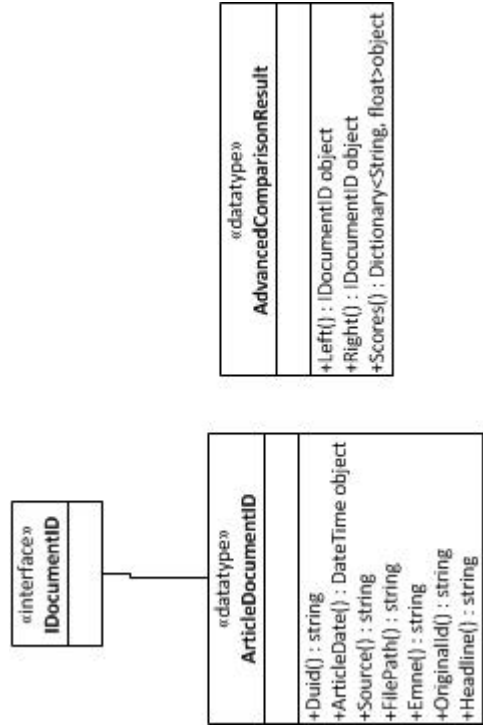 «interface»
IDocumentID
«datatype»
ArticleDocumentID
+Duid() : string
+ArticleDate() : DateTime object
+Source() : string
+FilePath() : string
+Emne() : string
+OriginalId() : string
+Headline() : string
«datatype»
AdvancedComparisonResult
+Left() : IDocumentID object
+Right() : IDocumentID object
+Scores() : Dictionary<String, float>object